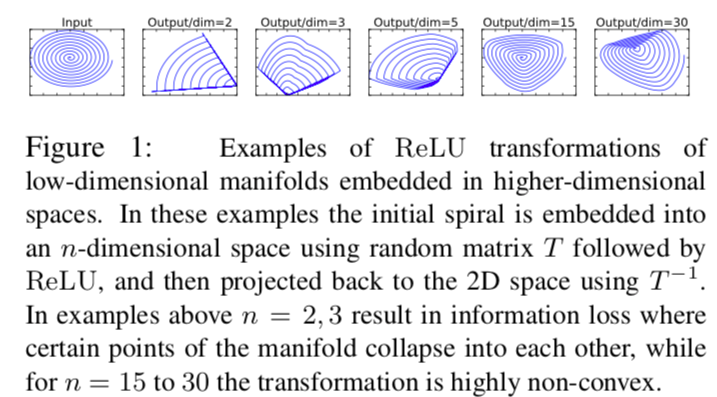 Input Output/dim=2 Output/dim=3 Output/dim=5 Output/dim=15 Output/dim=30
Figure 1: Examples of ReLU transformations of
low-dimensional manifolds embedded in higher-dimensional
spaces. In these examples the initial spiral is embedded into
an n-dimensional space using random matrix T followed by
ReLU, and then projected back to the 2D space using T⁻¹.
In examples above n = 2, 3 result in information loss where
certain points of the manifold collapse into each other, while
for n = 15 to 30 the transformation is highly non-convex.